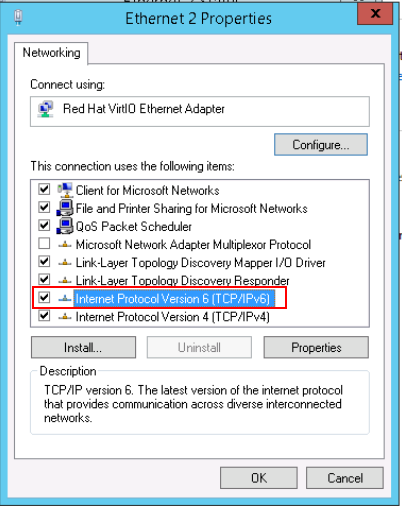 Ethernet 2 Properties
x
Networking
Connect using:
Red Hat VirtIO Ethernet Adapter
Configure...
This connection uses the following items:
Client for Microsoft Networks
File and Printer Sharing for Microsoft Networks
QoS Packet Scheduler
Microsoft Network Adapter Multiplexor Protocol
Link-Layer Topology Discovery Mapper I/O Driver
Link-Layer Topology Discovery Responder
Internet Protocol Version 6 (TCP/IPv6)
Internet Protocol Version 4 (TCP/IPv4)
Install...
Uninstall
Properties
Description
TCP/IP version 6. The latest version of the internet protocol
that provides communication across diverse interconnected
networks.
OK
Cancel